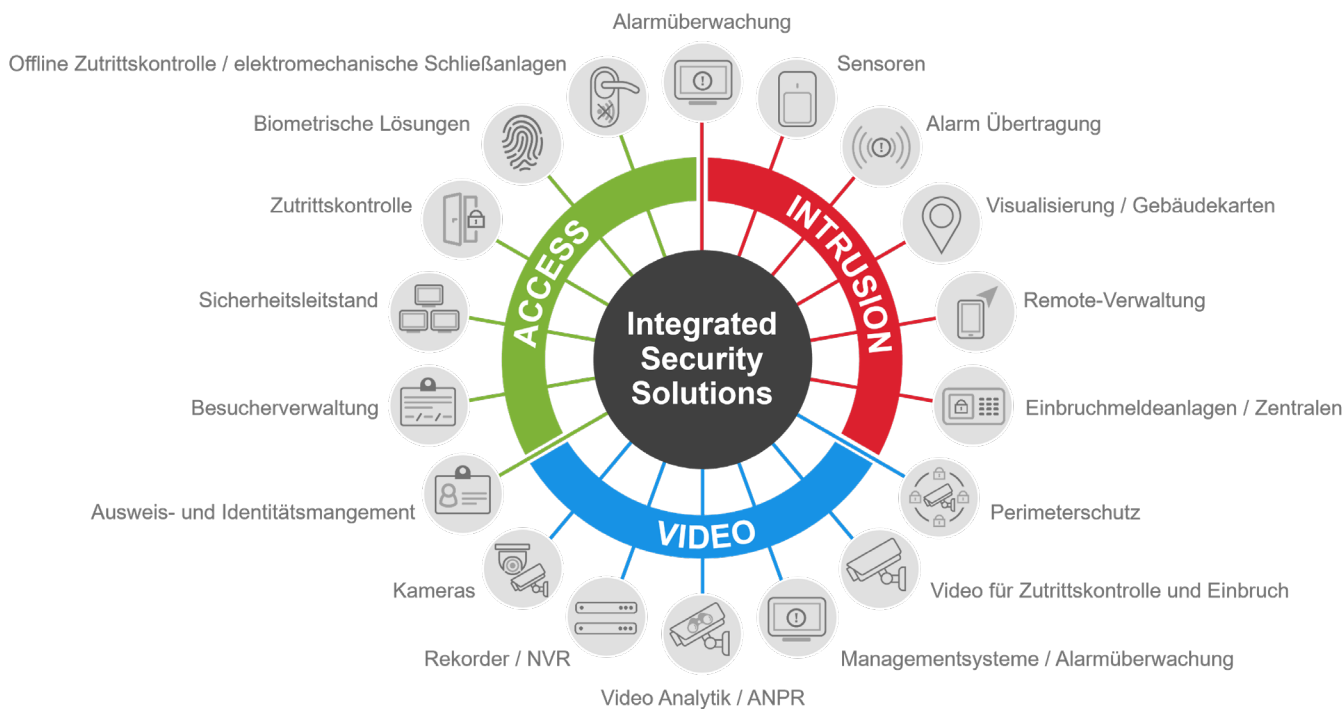 Alarmüberwachung
Offline Zutrittskontrolle / elektromechanische Schließanlagen
Sensoren
Biometrische Lösungen
Alarm Übertragung
Zutrittskontrolle
Visualisierung / Gebäudekarten
Sicherheitsleitstand
Remote-Verwaltung
Besucherverwaltung
Einbruchmeldeanlagen / Zentralen
Ausweis- und Identitätsmangement
Perimeterschutz
Kameras
Video für Zutrittskontrolle und Einbruch
Rekorder / NVR
Managementsysteme / Alarmüberwachung
Video Analytik / ANPR
ACCESS
INTRUSION
VIDEO
Integrated
Security
Solutions